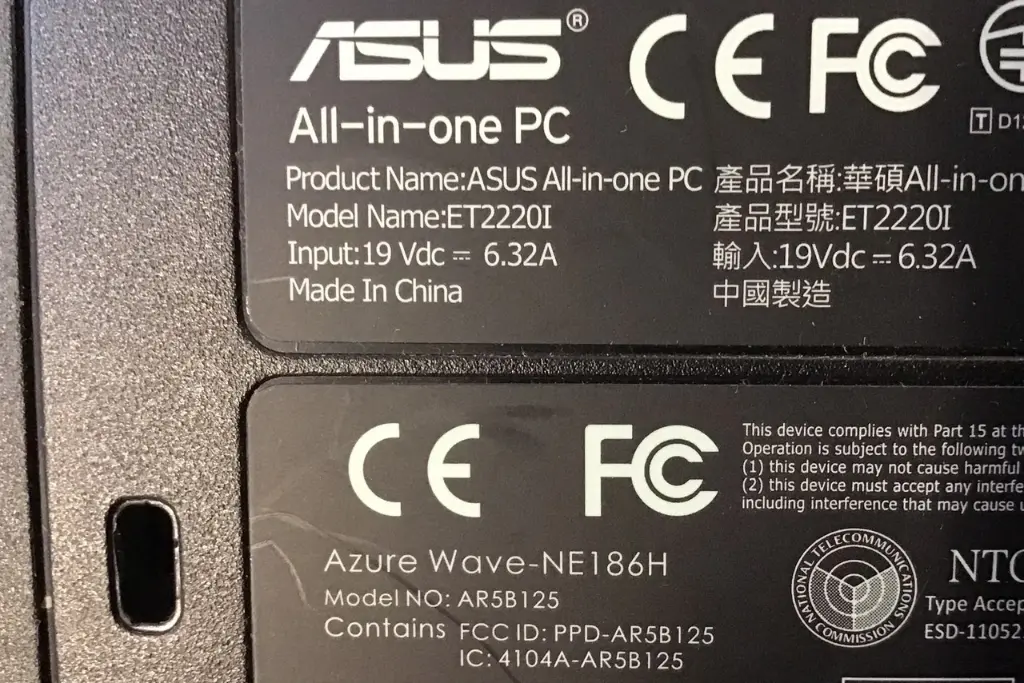 ASUS®
All-in-one PC
Product Name:ASUS All-in-one PC
Model Name:ET2220I
Input:19 Vdc ⎓ 6.32A
Made In China
CE FC
產品名稱:華碩All-in-on
產品型號:ET2220I
輸入:19Vdc ⎓ 6.32A
中國製造
T D1
CE FC
This device complies with Part 15 at th
Operation is subject to the following tw
(1) this device may not cause harmful
(2) this device must accept any interfe
including interference that may cause u
Azure Wave-NE186H
Model NO: AR5B125
Contains FCC ID: PPD-AR5B125
IC: 4104A-AR5B125
NATIONAL TELECOMMUNICATIONS COMMISSION
NTC
Type Accep
ESD-11052